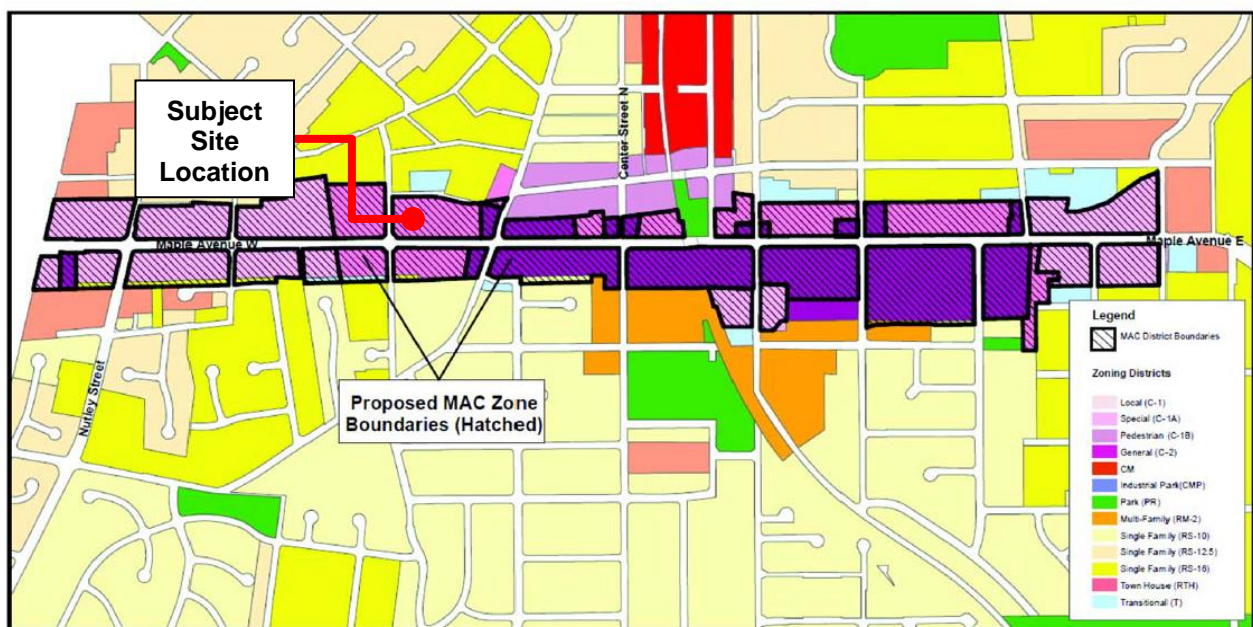 Subject
Site
Location
Center Street N
Maple Avenue W
Maple Avenue E
Nutley Street
Proposed MAC Zone
Boundaries (Hatched)
Legend
MAC District Boundaries
Zoning Districts
Local (C-1)
Special (C-1A)
Pedestrian (C-1B)
General (C-2)
CM
Industrial Park(CMP)
Park (PR)
Multi-Family (RM-2)
Single Family (RS-10)
Single Family (RS-12.5)
Single Family (RS-16)
Town House (RTH)
Transitional (T)